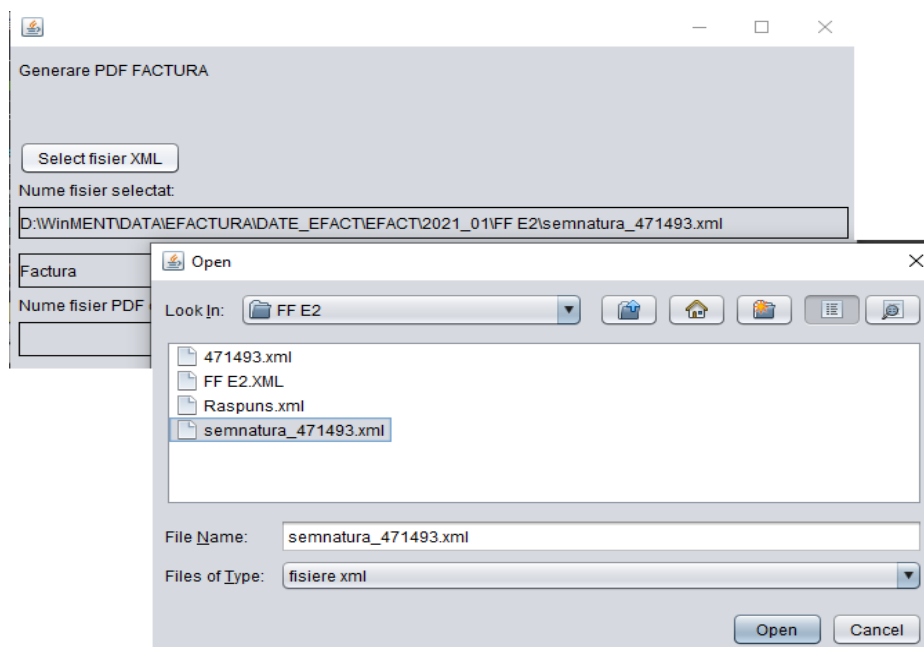 Generare PDF FACTURA
Select fisier XML
Nume fisier selectat:
D:\WinMENT\DATA\EFACTURA\DATE_EFACT\EFACT\2021_01\FF E2\semnatura_471493.xml
Factura
Nume fisier PDF
Open
Look In: FF E2
471493.xml
FF E2.XML
Raspuns.xml
semnatura_471493.xml
File Name: semnatura_471493.xml
Files of Type: fisiere xml
Open Cancel